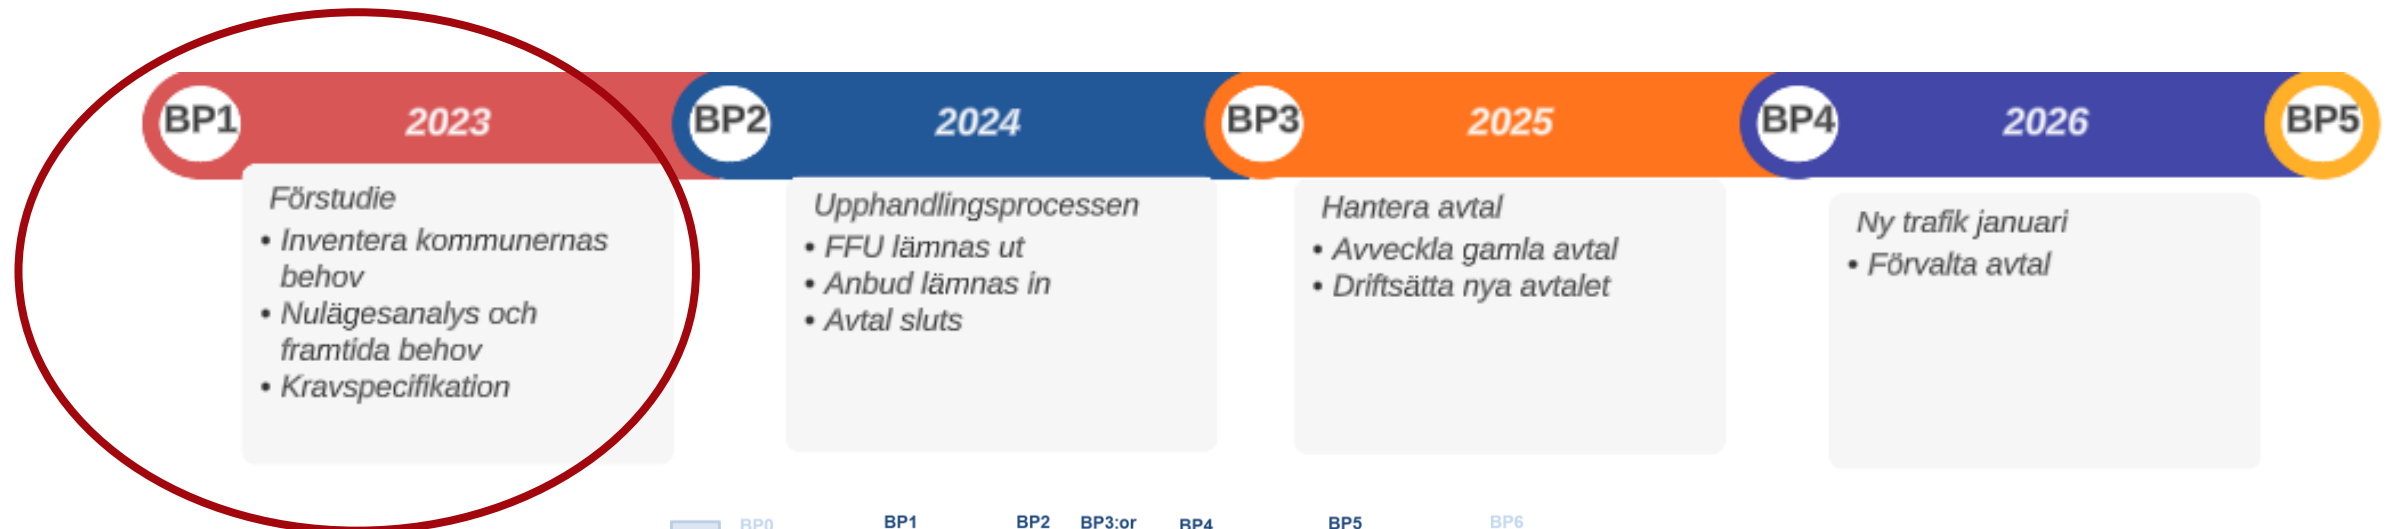 BP1 2023 BP2 2024 BP3 2025 BP4 2026 BP5
Förstudie
• Inventera kommunernas
behov
• Nulägesanalys och
framtida behov
• Kravspecifikation
Upphandlingsprocessen
• FFU lämnas ut
• Anbud lämnas in
• Avtal sluts
Hantera avtal
• Avveckla gamla avtal
• Driftsätta nya avtalet
Ny trafik januari
• Förvalta avtal
BP0 BP1 BP2 BP3:or BP4 BP5 BP6